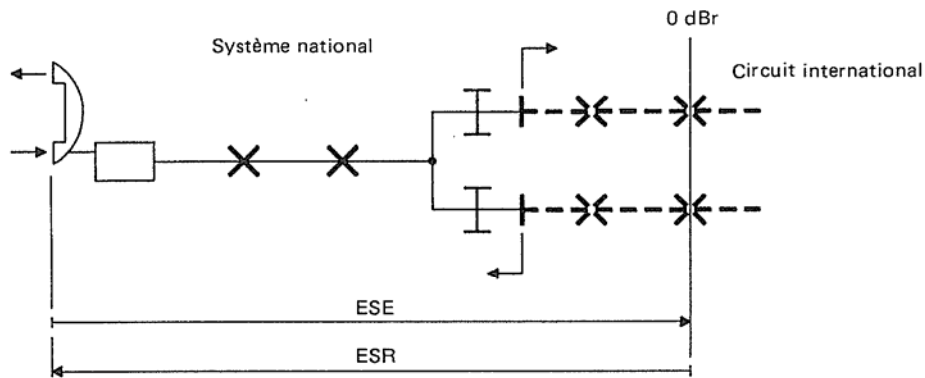 0 dBr
Système national
Circuit international
ESE
ESR